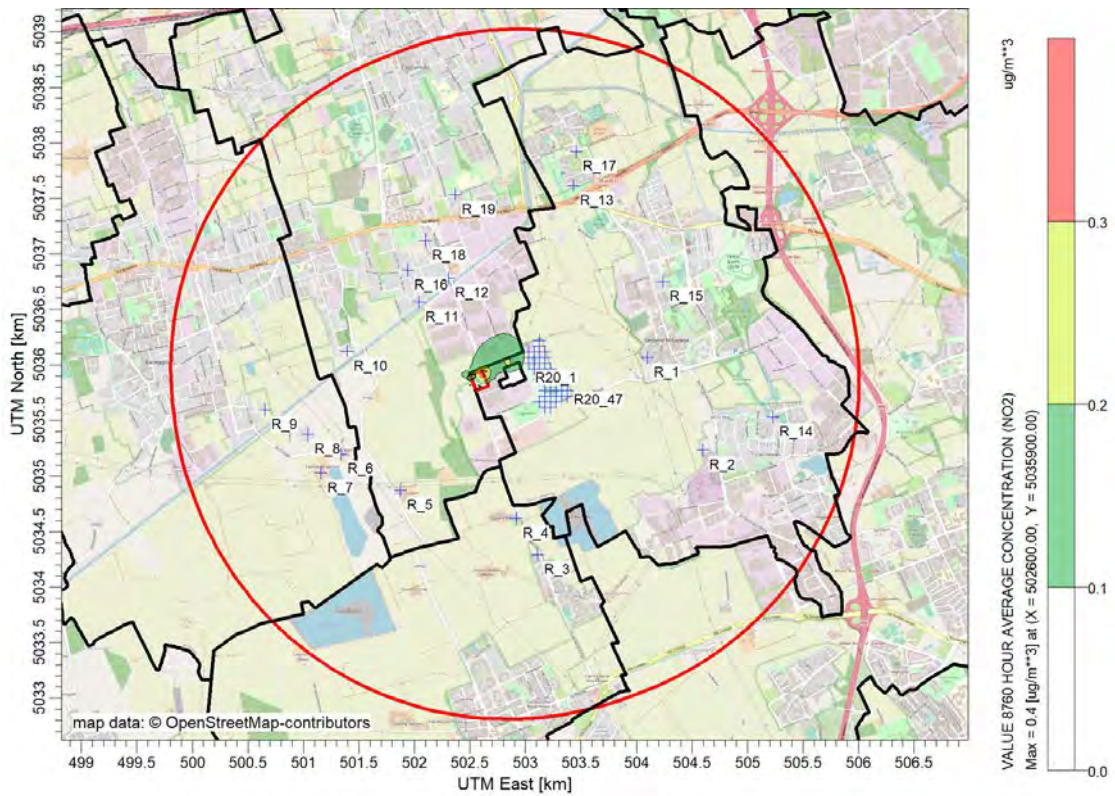 5039
5038.5
5038
5037.5
5037
5036.5
5036
5035.5
5035
5034.5
5034
5033.5
5033
UTM North [km]
R_17
R_13
R_19
R_18
R_16
R_12
R_11
R_15
R_10
R_1
R20_1
R20_47
R_9
R_8
R_6
R_7
R_14
R_2
R_5
R_4
R_3
map data: © OpenStreetMap-contributors
499
499.5
500
500.5
501
501.5
502
502.5
503
503.5
504
504.5
505
505.5
506
506.5
UTM East [km]
ug/m**3
0.3
0.2
0.1
0.0
VALUE 8760 HOUR AVERAGE CONCENTRATION (NO2)
Max = 0.4 [ug/m**3] at (X = 502600.00, Y = 5035900.00)